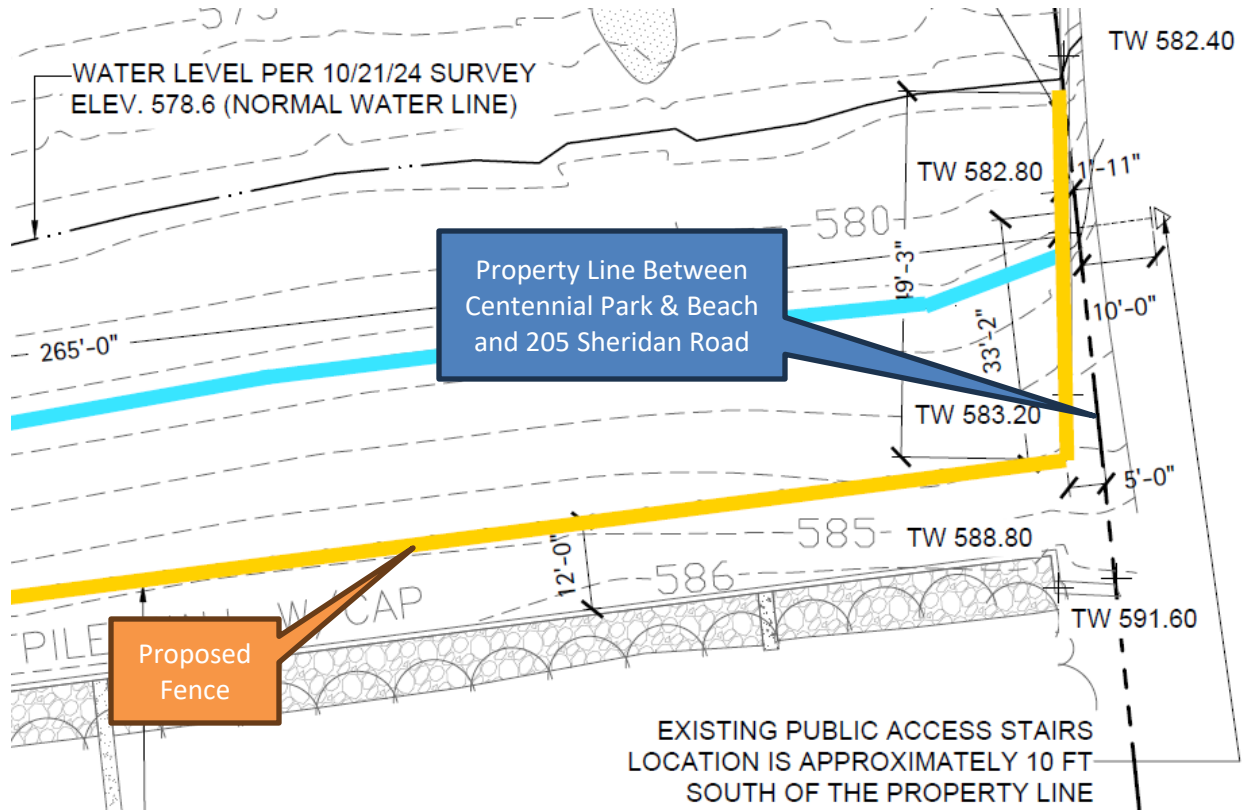 573
TW 582.40
WATER LEVEL PER 10/21/24 SURVEY
ELEV. 578.6 (NORMAL WATER LINE)
TW 582.80
1'-11"
580
Property Line Between
Centennial Park & Beach
and 205 Sheridan Road
49'-3"
10'-0"
265'-0"
33'-2"
TW 583.20
5'-0"
585
TW 588.80
12'-0"
586
W/ CAP
TW 591.60
Proposed
Fence
EXISTING PUBLIC ACCESS STAIRS
LOCATION IS APPROXIMATELY 10 FT
SOUTH OF THE PROPERTY LINE